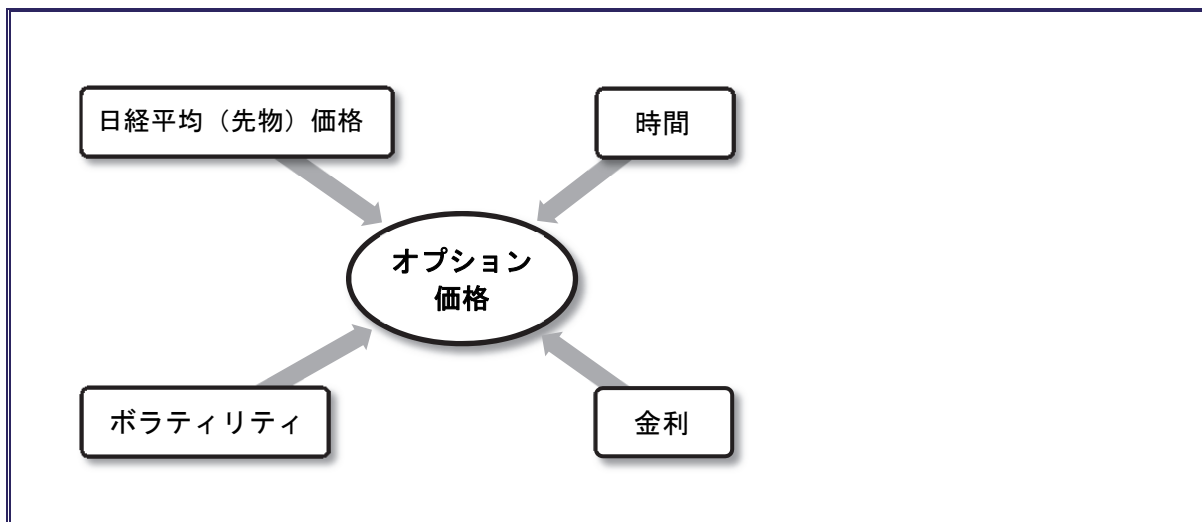 日経平均（先物）価格
時間
オプション
価格
ボラティリティ
金利